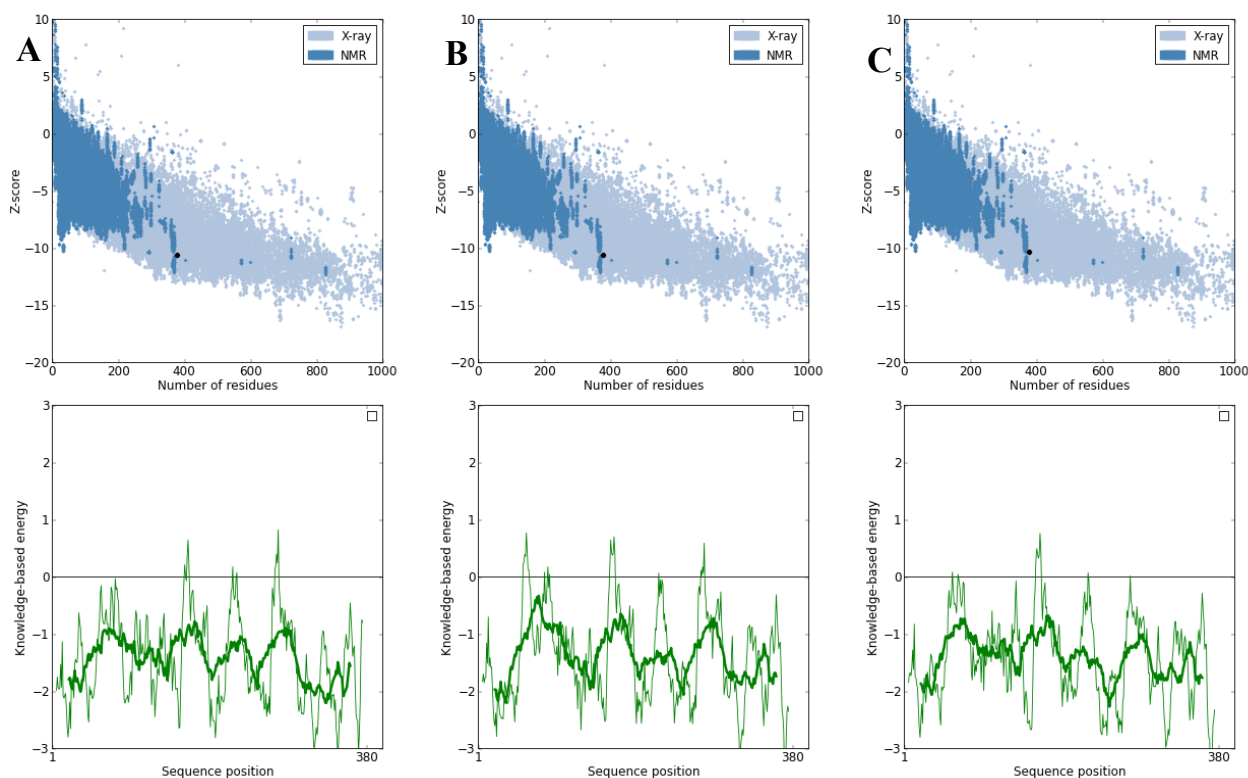 A
10
5
0
−5
−10
−15
−20
Z-score
X-ray
NMR
0 200 400 600 800 1000
Number of residues
B
10
5
0
−5
−10
−15
−20
Z-score
X-ray
NMR
0 200 400 600 800 1000
Number of residues
C
10
5
0
−5
−10
−15
−20
Z-score
X-ray
NMR
0 200 400 600 800 1000
Number of residues
3
2
1
0
−1
−2
−3
Knowledge-based energy
1 380
Sequence position
3
2
1
0
−1
−2
−3
Knowledge-based energy
1 380
Sequence position
3
2
1
0
−1
−2
−3
Knowledge-based energy
1 380
Sequence position